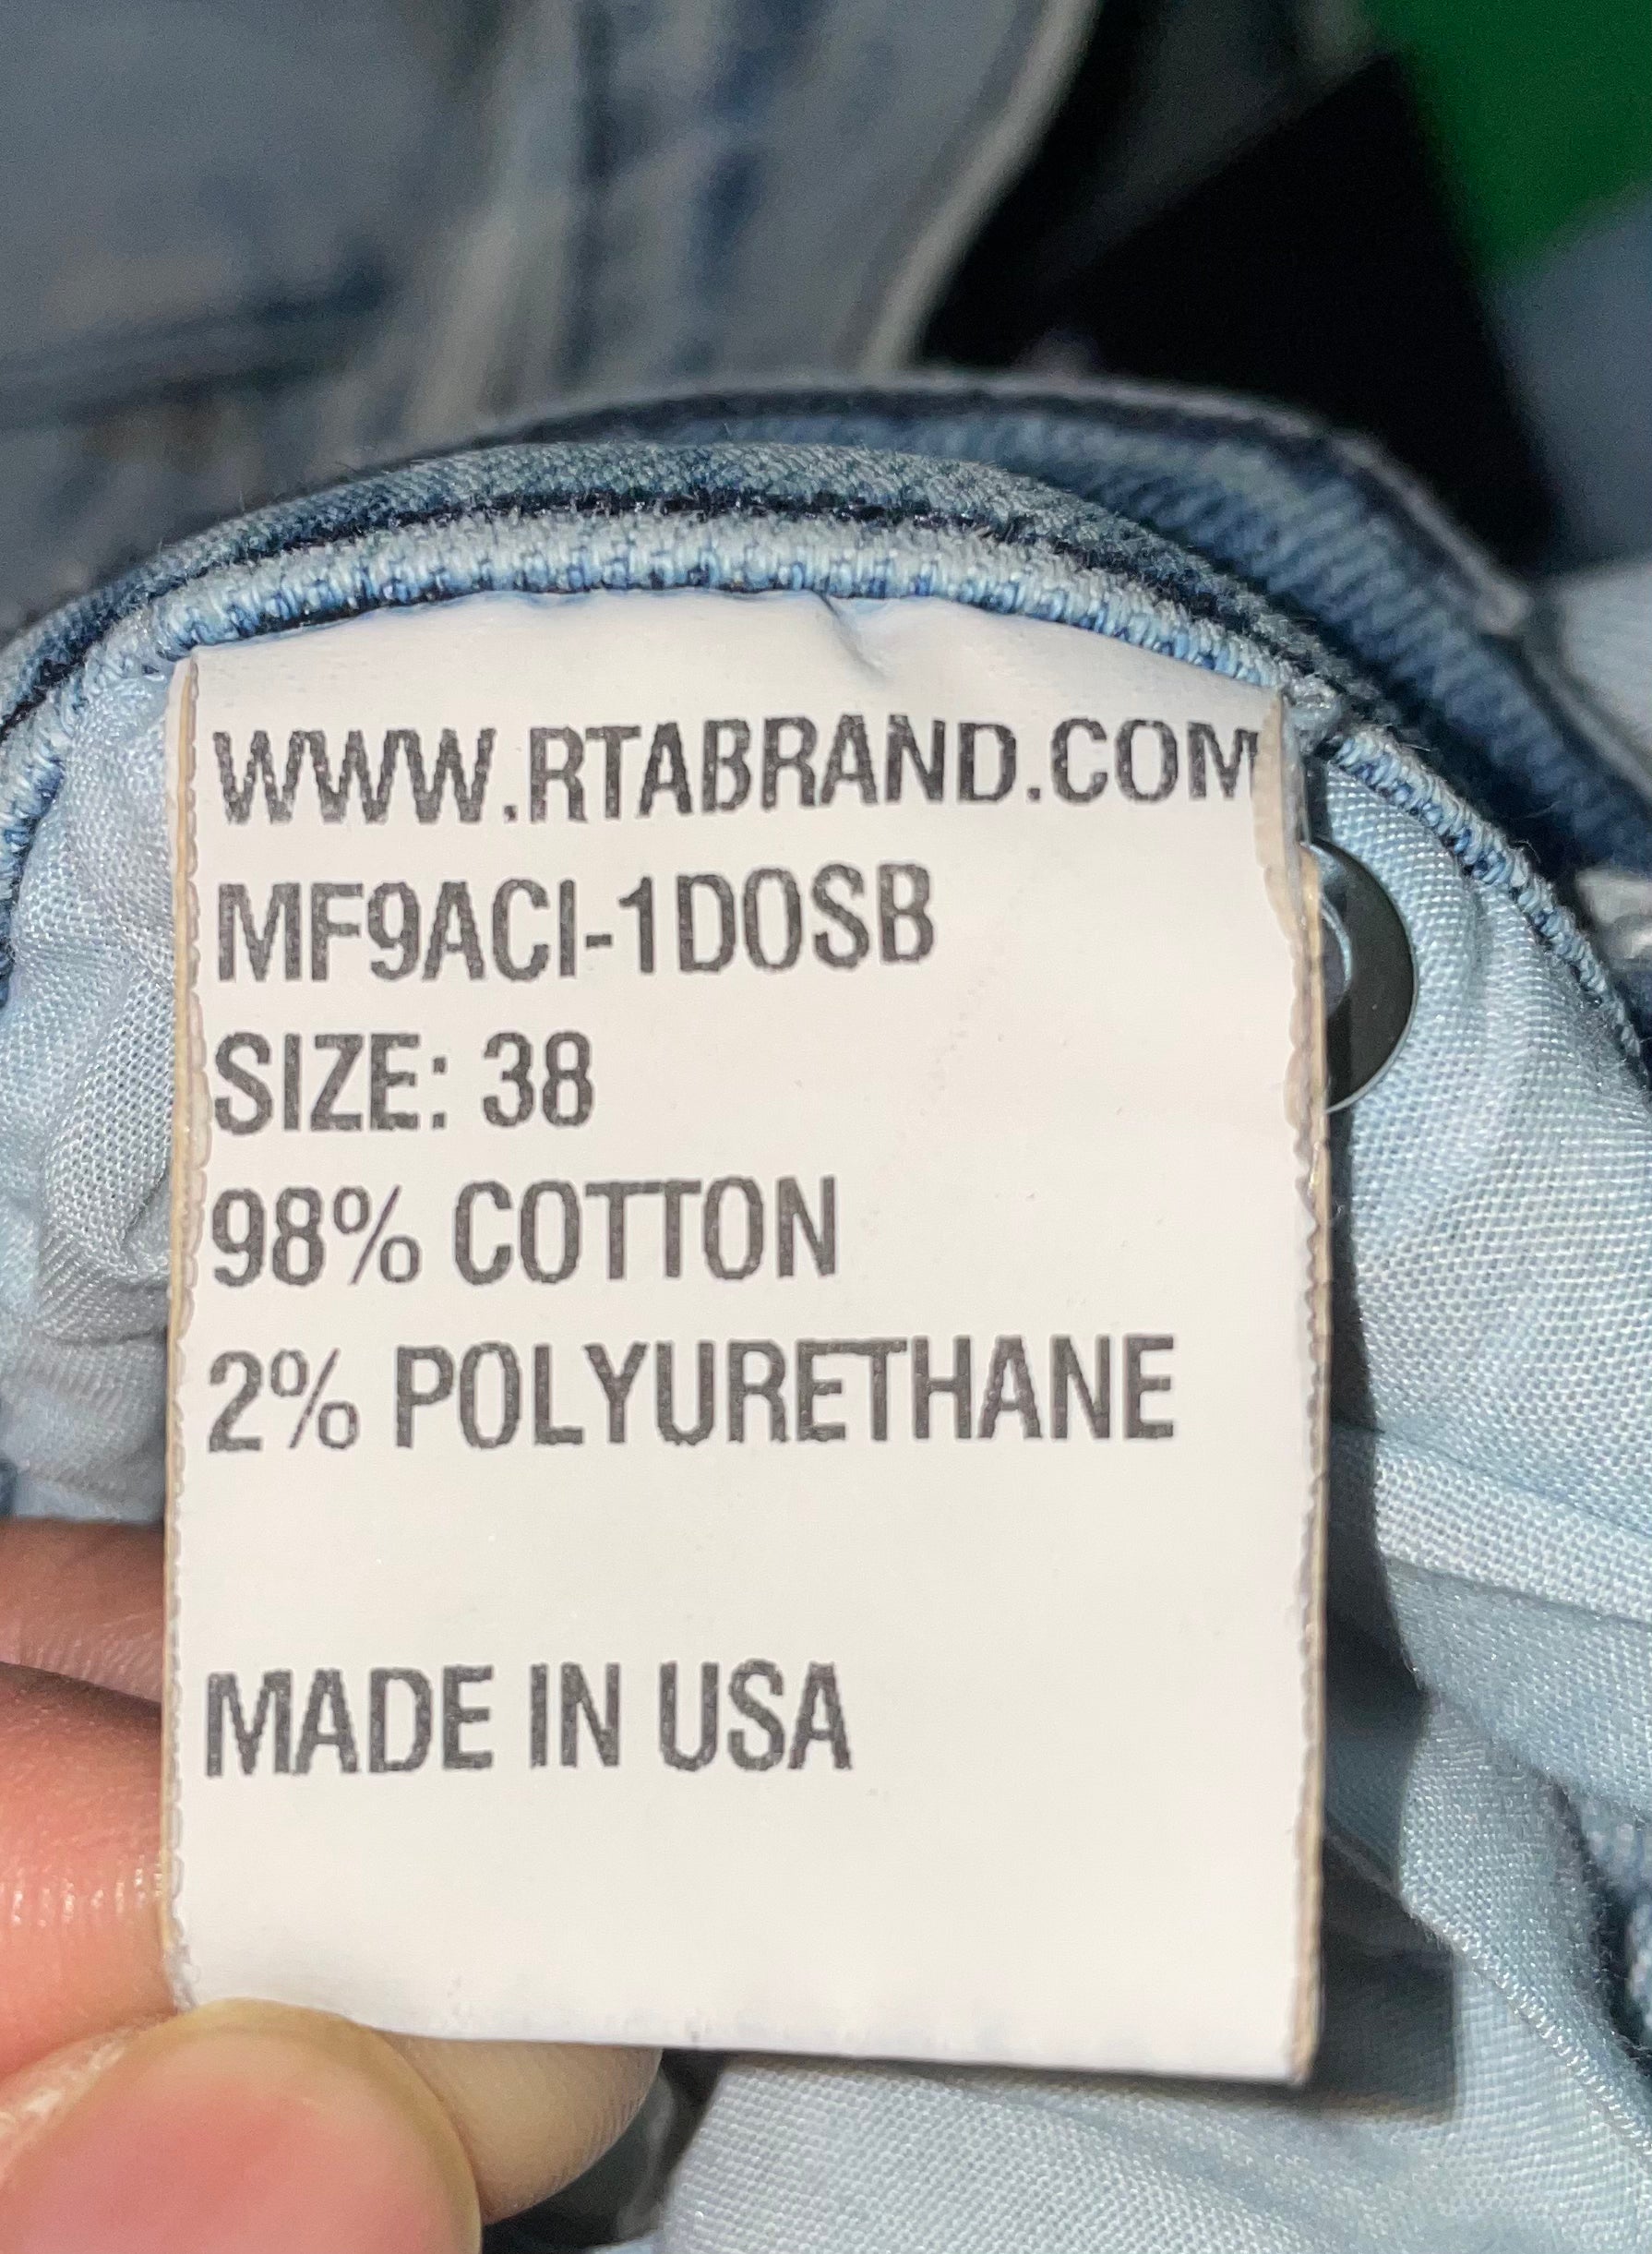 WWW.RTABRAND.COM
MF9ACI-1DOSB
SIZE: 38
98% COTTON
2% POLYURETHANE
MADE IN USA